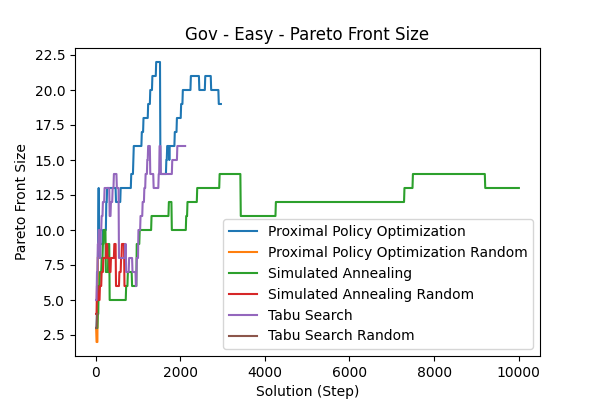 Gov - Easy - Pareto Front Size
22.5
20.0
17.5
15.0
12.5
10.0
7.5
5.0
2.5
Pareto Front Size
Proximal Policy Optimization
Proximal Policy Optimization Random
Simulated Annealing
Simulated Annealing Random
Tabu Search
Tabu Search Random
0 2000 4000 6000 8000 10000
Solution (Step)